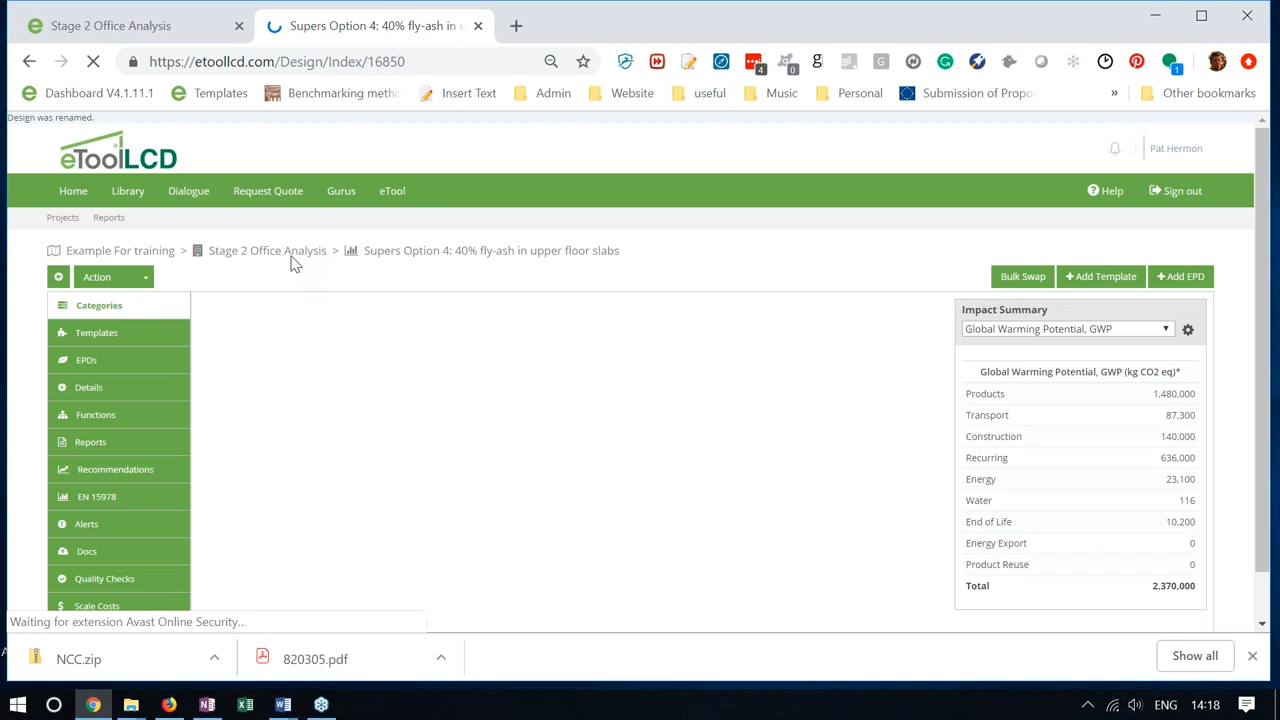 Stage 2 Office Analysis
Supers Option 4: 40% fly-ash in u
https://etoollcd.com/Design/Index/16850
4
0
1
Dashboard V4.1.11.1
Templates
Benchmarking metho
Insert Text
Admin
Website
useful
Music
Personal
Submission of Propo
»
Other bookmarks
Design was renamed.
eToolLCD
Pat Hermon
Home
Library
Dialogue
Request Quote
Gurus
eTool
Help
Sign out
Projects
Reports
Example For training > Stage 2 Office Analysis > Supers Option 4: 40% fly-ash in upper floor slabs
Action
Bulk Swap
+ Add Template
+ Add EPD
Categories
Templates
EPDs
Details
Functions
Reports
Recommendations
EN 15978
Alerts
Docs
Quality Checks
Scale Costs
Impact Summary
Global Warming Potential, GWP
Global Warming Potential, GWP (kg CO2 eq)*
Products 1,480,000
Transport 87,300
Construction 140,000
Recurring 636,000
Energy 23,100
Water 116
End of Life 10,200
Energy Export 0
Product Reuse 0
Total 2,370,000
Waiting for extension Avast Online Security...
NCC.zip
820305.pdf
Show all
ENG
14:18